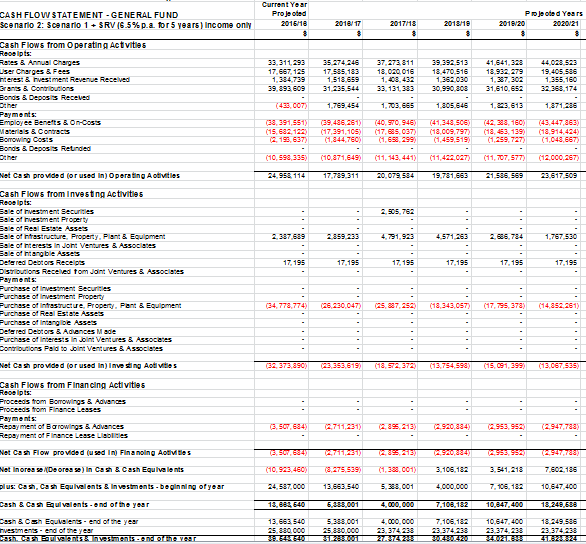 Current Year
CASH FLOW STATEMENT - GENERAL FUND Projected Projected Years
Scenario 2: Scenario 1 + SRV (6.5% p.a. for 5 years) Income only 2015/16 2016/17 2017/18 2018/19 2019/20 2020/21
$ $ $ $ $ $
Cash Flows from Operating Activities
Receipts:
Rates & Annual Charges 33,311,293 35,274,246 37,273,811 39,392,513 41,641,328 44,028,523
User Charges & Fees 17,667,125 17,585,183 18,020,016 18,470,516 18,932,279 19,405,586
Interest & Investment Revenue Received 1,384,739 1,518,659 1,408,432 1,362,030 1,387,302 1,355,160
Grants & Contributions 39,893,609 31,235,544 33,131,383 30,990,808 31,610,652 32,368,174
Bonds & Deposits Received - - - - - -
Other (433,007) 1,769,454 1,703,665 1,805,646 1,823,613 1,871,286
Payments:
Employee Benefits & On-Costs (38,391,551) (39,486,261) (40,970,946) (41,348,506) (42,388,160) (43,447,863)
Materials & Contracts (15,682,122) (17,391,105) (17,685,037) (18,009,797) (18,453,139) (18,914,424)
Borrowing Costs (2,193,637) (1,844,760) (1,658,299) (1,459,519) (1,259,727) (1,048,667)
Bonds & Deposits Refunded - - - - - -
Other (10,598,335) (10,871,649) (11,143,441) (11,422,027) (11,707,577) (12,000,267)
Net Cash provided (or used in) Operating Activities 24,958,114 17,789,311 20,079,584 19,781,663 21,586,569 23,617,509
Cash Flows from Investing Activities
Receipts:
Sale of Investment Securities - - 2,505,762 - - -
Sale of Investment Property - - - - - -
Sale of Real Estate Assets - - - - - -
Sale of Infrastructure, Property, Plant & Equipment 2,387,689 2,859,233 4,791,923 4,571,263 2,686,784 1,767,530
Sale of Interests in Joint Ventures & Associates - - - - - -
Sale of Intangible Assets - - - - - -
Deferred Debtors Receipts 17,195 17,195 17,195 17,195 17,195 17,195
Distributions Received from Joint Ventures & Associates - - - - - -
Payments:
Purchase of Investment Securities - - - - - -
Purchase of Investment Property - - - - - -
Purchase of Infrastructure, Property, Plant & Equipment (34,778,774) (26,230,047) (25,887,252) (18,343,057) (17,795,378) (14,852,261)
Purchase of Real Estate Assets - - - - - -
Purchase of Intangible Assets - - - - - -
Deferred Debtors & Advances Made - - - - - -
Purchase of Interests in Joint Ventures & Associates - - - - - -
Contributions Paid to Joint Ventures & Associates - - - - - -
Net Cash provided (or used in) Investing Activities (32,373,890) (23,353,619) (18,572,372) (13,754,598) (15,091,399) (13,067,535)
Cash Flows from Financing Activities
Receipts:
Proceeds from Borrowings & Advances - - - - - -
Proceeds from Finance Leases - - - - - -
Payments:
Repayment of Borrowings & Advances (3,507,684) (2,711,231) (2,895,213) (2,920,884) (2,953,952) (2,947,788)
Repayment of Finance Lease Liabilities - - - - - -
Net Cash Flow provided (used in) Financing Activities (3,507,684) (2,711,231) (2,895,213) (2,920,884) (2,953,952) (2,947,788)
Net Increase/(Decrease) in Cash & Cash Equivalents (10,923,460) (8,275,539) (1,388,001) 3,106,182 3,541,218 7,602,186
plus: Cash, Cash Equivalents & Investments - beginning of year 24,587,000 13,663,540 5,388,001 4,000,000 7,106,182 10,647,400
Cash & Cash Equivalents - end of the year 13,663,540 5,388,001 4,000,000 7,106,182 10,647,400 18,249,586
Cash & Cash Equivalents - end of the year 13,663,540 5,388,001 4,000,000 7,106,182 10,647,400 18,249,586
Investments - end of the year 25,880,000 25,880,000 23,374,238 23,374,238 23,374,238 23,374,238
Cash, Cash Equivalents & Investments - end of the year 39,543,540 31,268,001 27,374,238 30,480,420 34,021,638 41,623,824